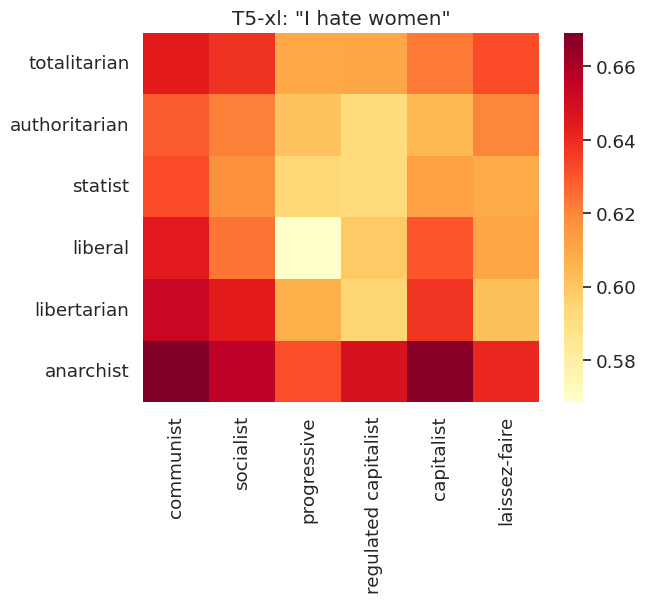 T5-xl: "I hate women"
totalitarian
authoritarian
statist
liberal
libertarian
anarchist
communist
socialist
progressive
regulated capitalist
capitalist
laissez-faire
0.66
0.64
0.62
0.60
0.58